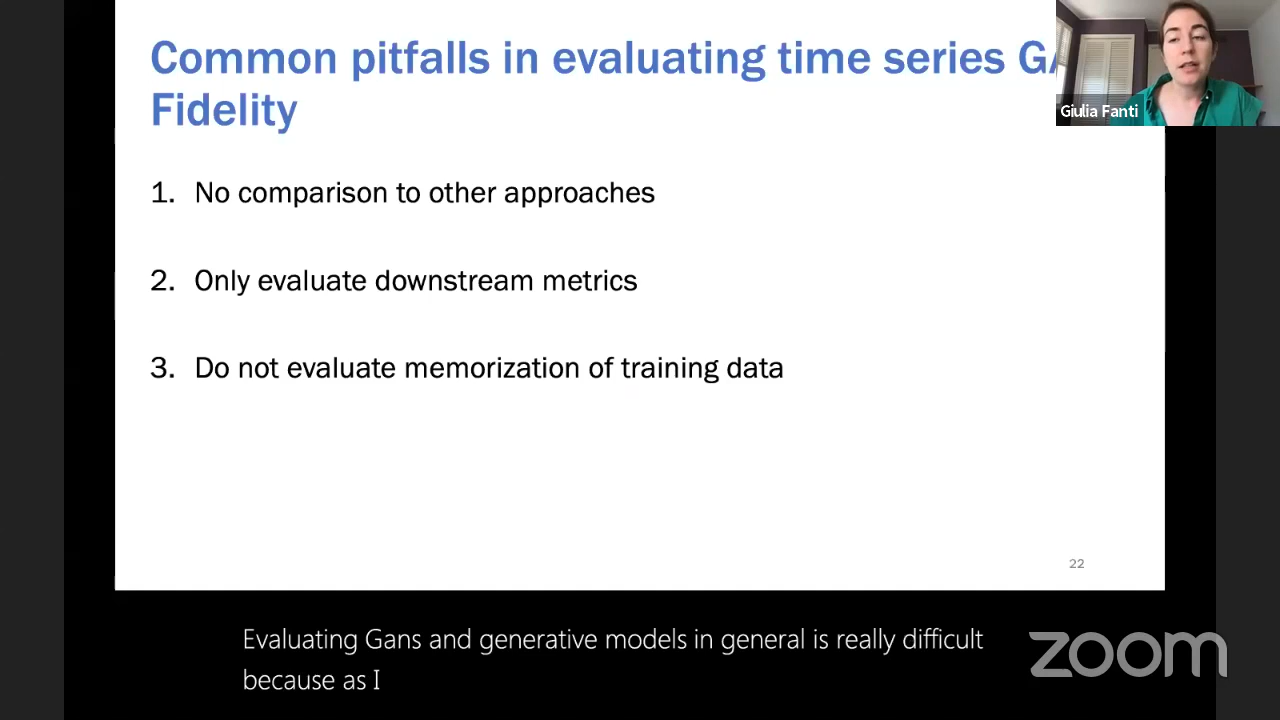 Common pitfalls in evaluating time series
Fidelity
Giulia Fanti
1. No comparison to other approaches
2. Only evaluate downstream metrics
3. Do not evaluate memorization of training data
22
Evaluating Gans and generative models in general is really difficult
because as I
zoom